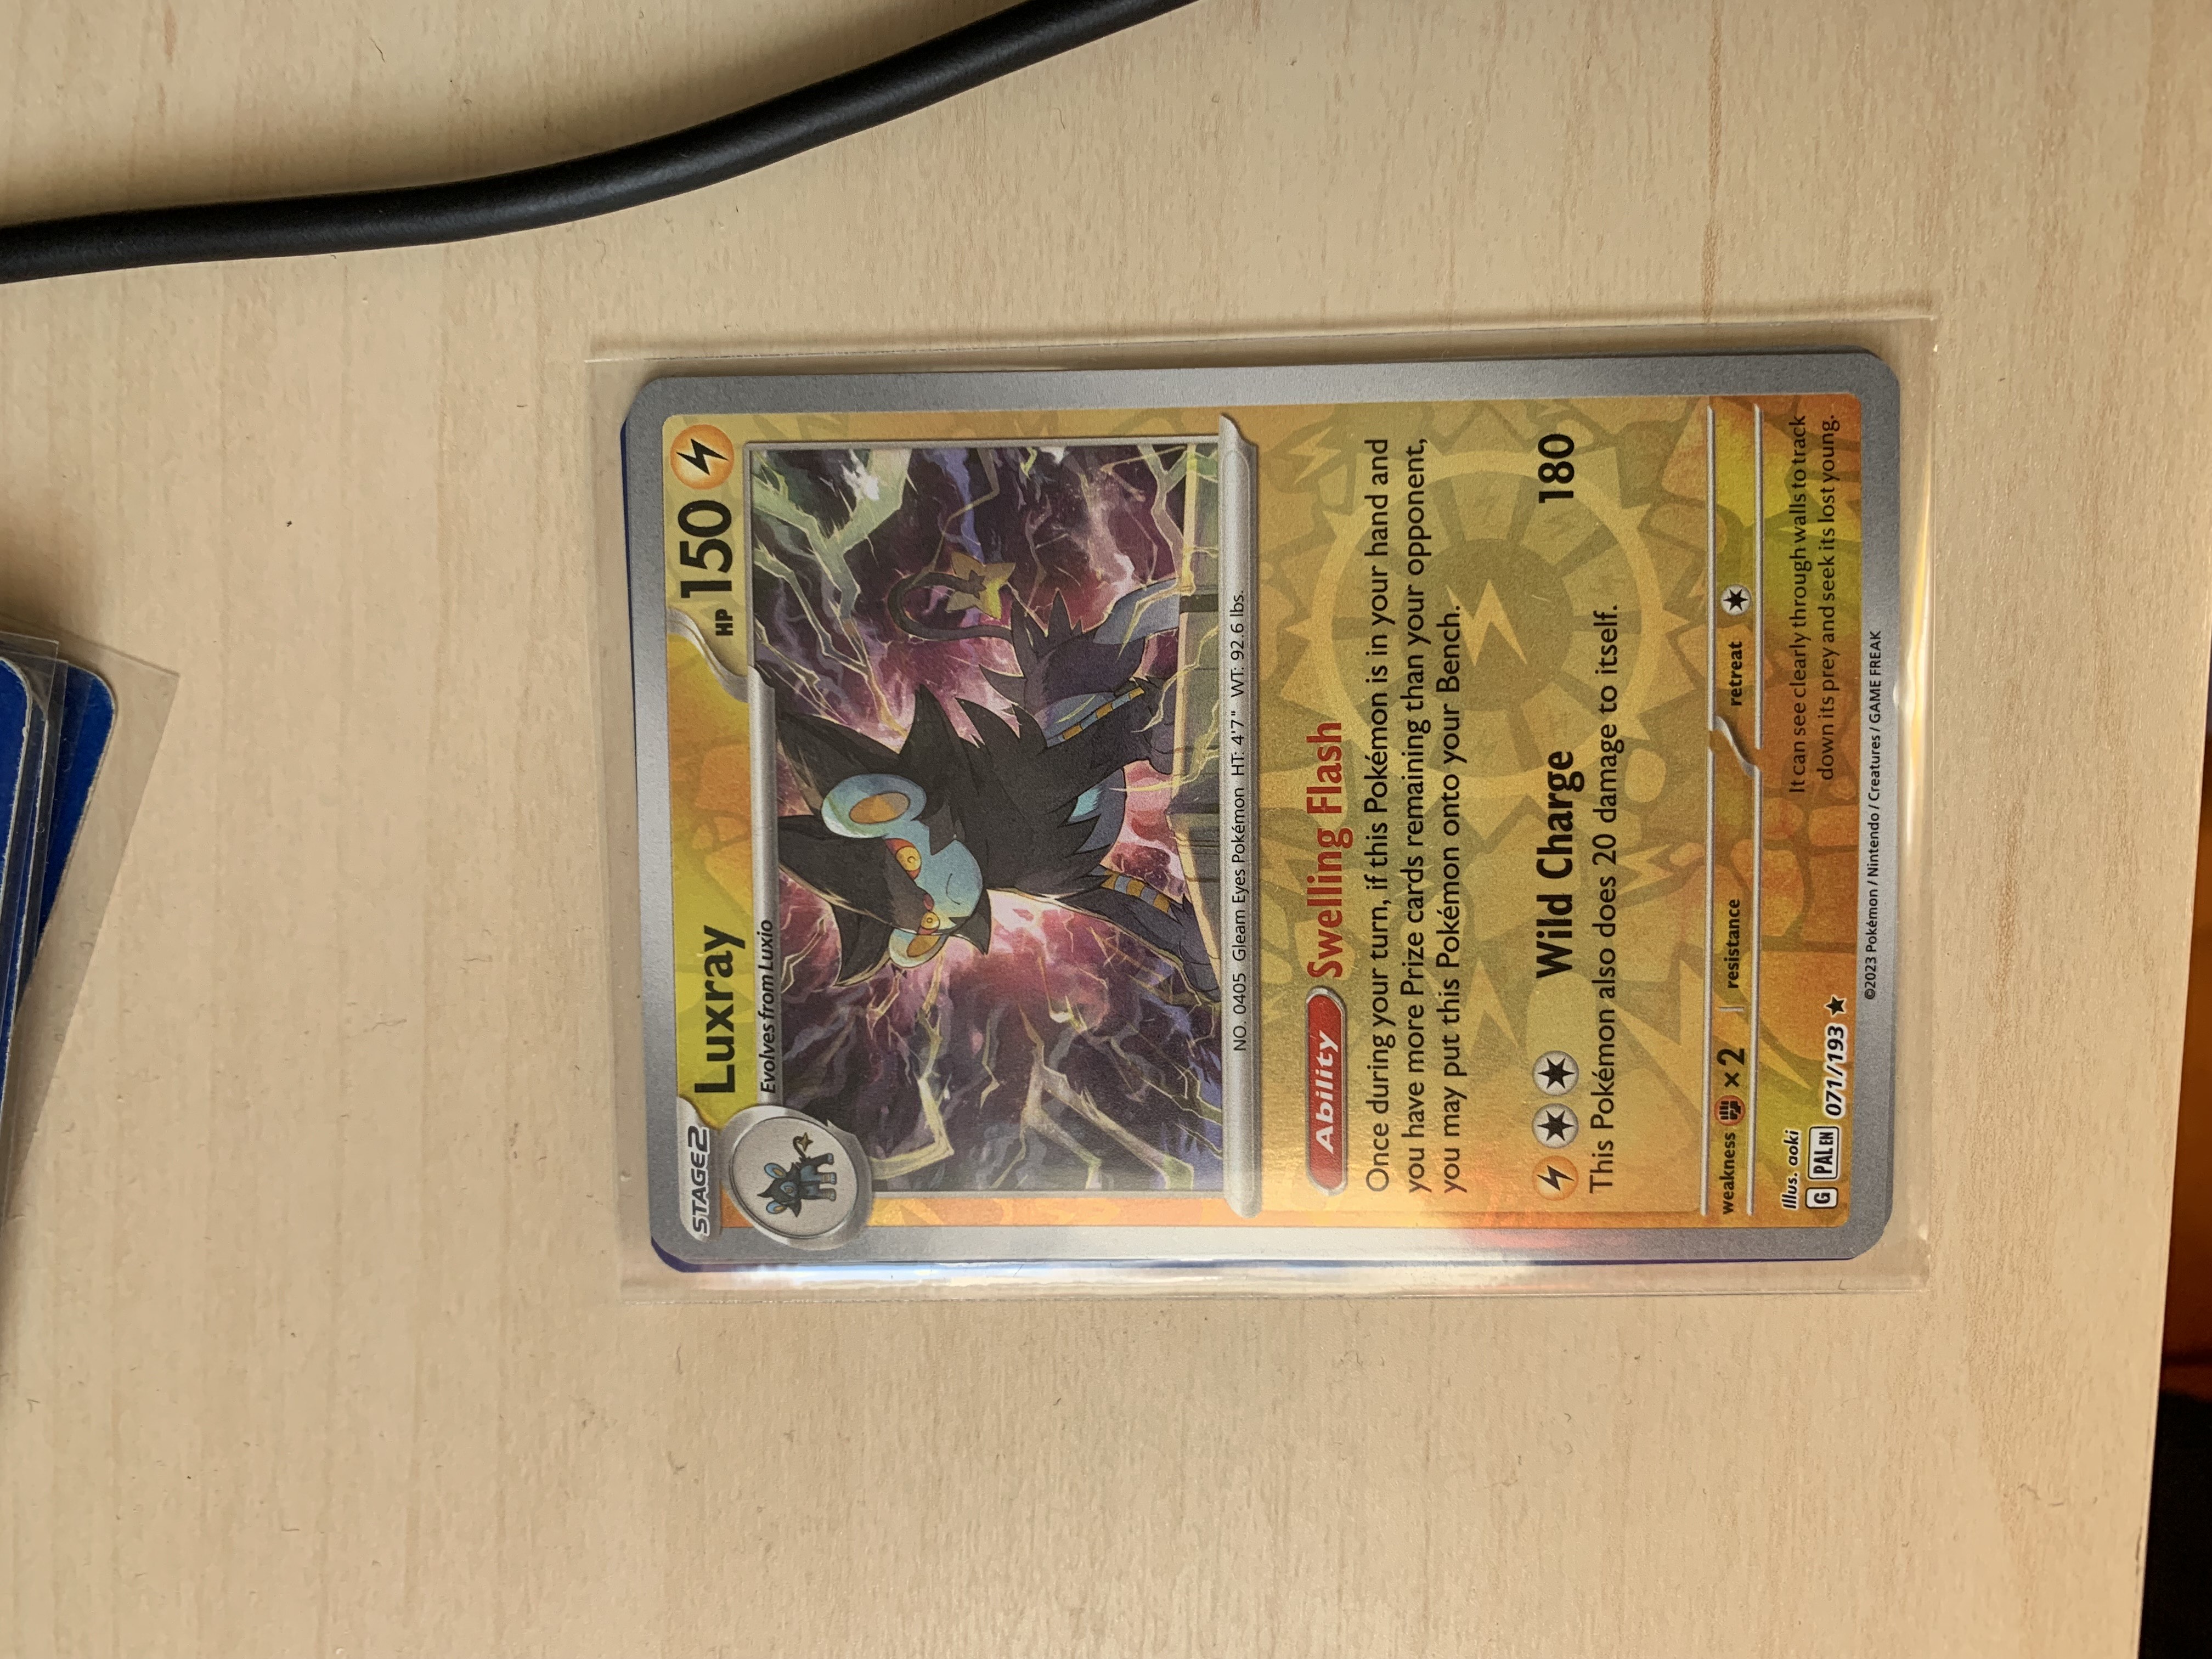 STAGE2 Luxray HP 150
Evolves from Luxio
NO. 0405 Gleam Eyes Pokémon HT: 4'7" WT: 92.6 lbs.
Ability Swelling Flash
Once during your turn, if this Pokémon is in your hand and
you have more Prize cards remaining than your opponent,
you may put this Pokémon onto your Bench.
Wild Charge 180
This Pokémon also does 20 damage to itself.
weakness ×2 resistance retreat
Illus. aoki
G PAL EN 071/193
It can see clearly through walls to track
down its prey and seek its lost young.
©2023 Pokémon / Nintendo / Creatures / GAME FREAK